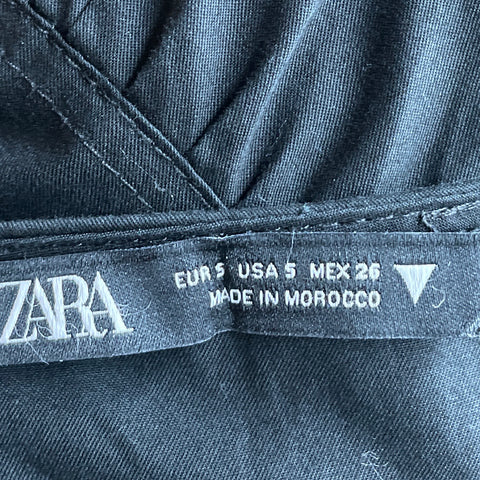 ZARA
EUR S USA S MEX 26
MADE IN MOROCCO